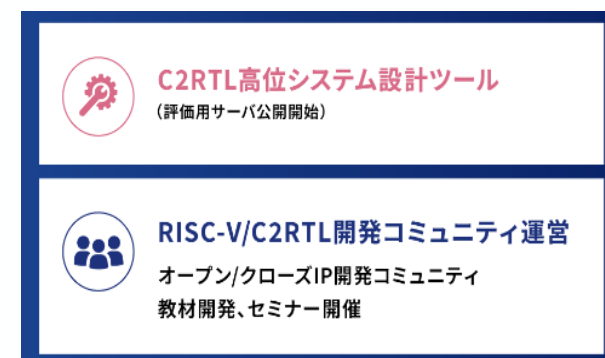 C2RTL高位システム設計ツール
(評価用サーバ公開開始)
RISC-V/C2RTL開発コミュニティ運営
オープン/クローズIP開発コミュニティ
教材開発、セミナー開催